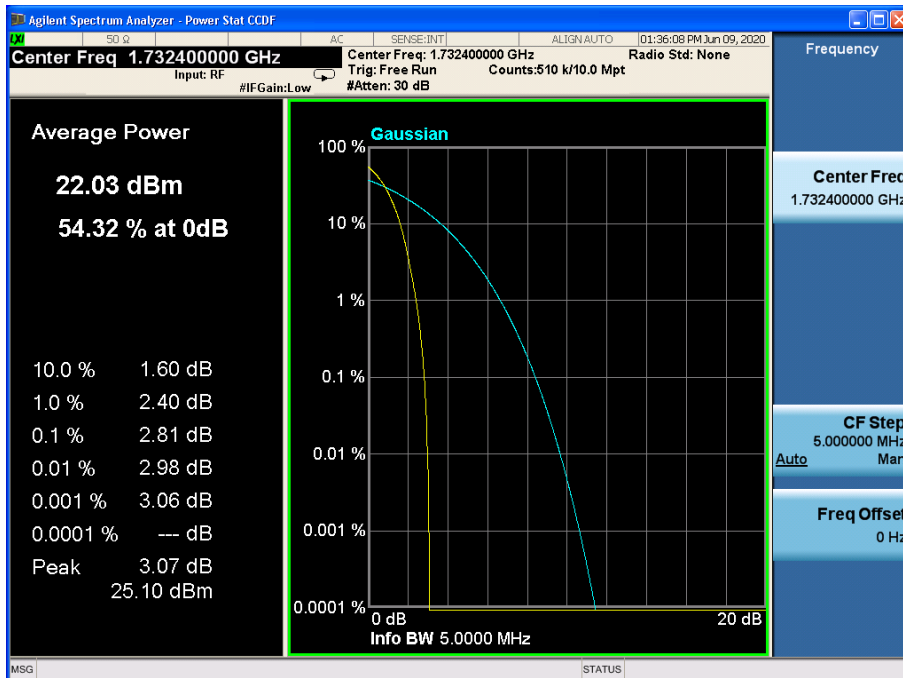 Agilent Spectrum Analyzer - Power Stat CCDF
LXI 50 Ω AC SENSE:INT ALIGN AUTO 01:36:08 PM Jun 09, 2020
Center Freq 1.732400000 GHz
Input: RF
#IFGain:Low
Center Freq: 1.732400000 GHz
Trig: Free Run
#Atten: 30 dB
Counts:510 k/10.0 Mpt
Radio Std: None
Average Power
22.03 dBm
54.32 % at 0dB
10.0 % 1.60 dB
1.0 % 2.40 dB
0.1 % 2.81 dB
0.01 % 2.98 dB
0.001 % 3.06 dB
0.0001 % --- dB
Peak 3.07 dB
25.10 dBm
Gaussian
100 %
10 %
1 %
0.1 %
0.01 %
0.001 %
0.0001 %
0 dB 20 dB
Info BW 5.0000 MHz
Frequency
Center Freq
1.732400000 GHz
CF Step
5.000000 MHz
Auto Man
Freq Offset
0 Hz
MSG STATUS